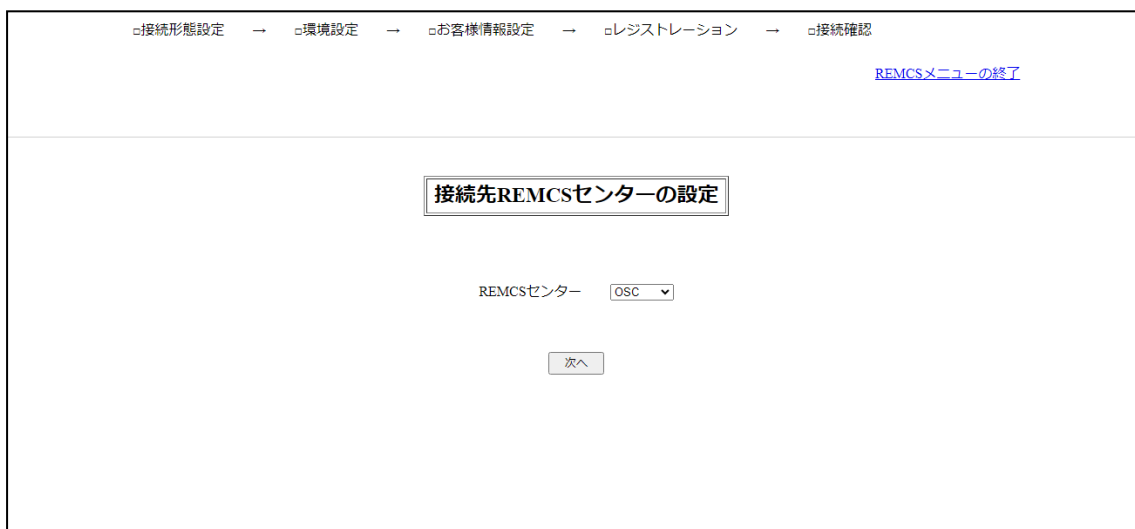 □接続形態設定 → □環境設定 → □お客様情報設定 → □レジストレーション → □接続確認
REMCSメニューの終了
接続先REMCSセンターの設定
REMCSセンター OSC
次へ